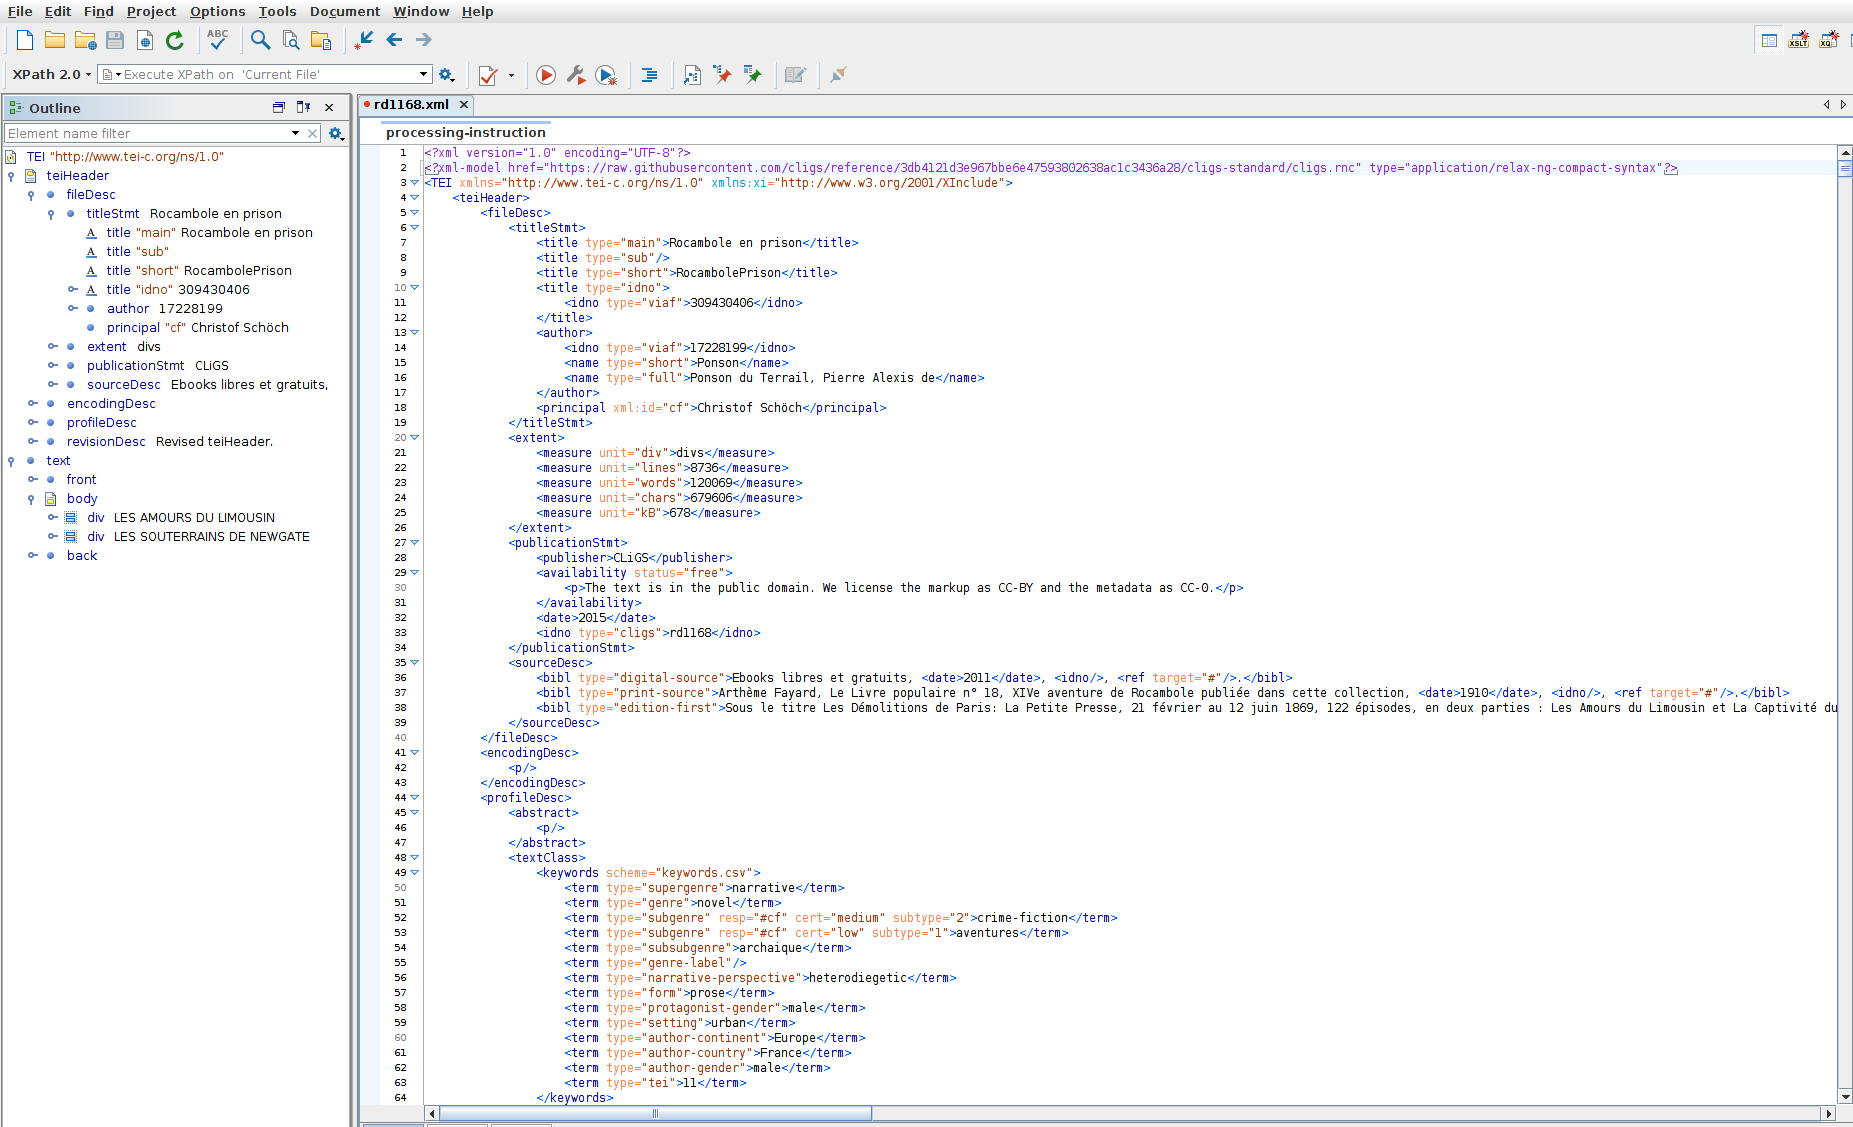 File Edit Find Project Options Tools Document Window Help
ABC
XSLT XQ
XPath 2.0 Execute XPath on 'Current File'
Outline
Element name filter
TEI "http://www.tei-c.org/ns/1.0"
teiHeader
fileDesc
titleStmt Rocambole en prison
title "main" Rocambole en prison
title "sub"
title "short" RocambolePrison
title "idno" 309430406
author 17228199
principal "cf" Christof Schöch
extent divs
publicationStmt CLiGS
sourceDesc Ebooks libres et gratuits,
encodingDesc
profileDesc
revisionDesc Revised teiHeader.
text
front
body
div LES AMOURS DU LIMOUSIN
div LES SOUTERRAINS DE NEWGATE
back
rd1168.xml
processing-instruction
1 <?xml version="1.0" encoding="UTF-8"?>
2 <?xml-model href="https://raw.githubusercontent.com/cligs/reference/3db4121d3e967bbe6e47593802638ac1c3436a28/cligs-standard/cligs.rnc" type="application/relax-ng-compact-syntax"?>
3 <TEI xmlns="http://www.tei-c.org/ns/1.0" xmlns:xi="http://www.w3.org/2001/XInclude">
4 <teiHeader>
5 <fileDesc>
6 <titleStmt>
7 <title type="main">Rocambole en prison</title>
8 <title type="sub"/>
9 <title type="short">RocambolePrison</title>
10 <title type="idno">
11 <idno type="viaf">309430406</idno>
12 </title>
13 <author>
14 <idno type="viaf">17228199</idno>
15 <name type="short">Ponson</name>
16 <name type="full">Ponson du Terrail, Pierre Alexis de</name>
17 </author>
18 <principal xml:id="cf">Christof Schöch</principal>
19 </titleStmt>
20 <extent>
21 <measure unit="div">divs</measure>
22 <measure unit="lines">8736</measure>
23 <measure unit="words">120069</measure>
24 <measure unit="chars">679606</measure>
25 <measure unit="kB">678</measure>
26 </extent>
27 <publicationStmt>
28 <publisher>CLiGS</publisher>
29 <availability status="free">
30 <p>The text is in the public domain. We license the markup as CC-BY and the metadata as CC-0.</p>
31 </availability>
32 <date>2015</date>
33 <idno type="cligs">rd1168</idno>
34 </publicationStmt>
35 <sourceDesc>
36 <bibl type="digital-source">Ebooks libres et gratuits, <date>2011</date>, <idno/>, <ref target="#"/>.</bibl>
37 <bibl type="print-source">Arthème Fayard, Le Livre populaire n° 18, XIVe aventure de Rocambole publiée dans cette collection, <date>1910</date>, <idno/>, <ref target="#"/>.</bibl>
38 <bibl type="edition-first">Sous le titre Les Démolitions de Paris: La Petite Presse, 21 février au 12 juin 1869, 122 épisodes, en deux parties : Les Amours du Limousin et La Captivité du
39 </sourceDesc>
40 </fileDesc>
41 <encodingDesc>
42 <p/>
43 </encodingDesc>
44 <profileDesc>
45 <abstract>
46 <p/>
47 </abstract>
48 <textClass>
49 <keywords scheme="keywords.csv">
50 <term type="supergenre">narrative</term>
51 <term type="genre">novel</term>
52 <term type="subgenre" resp="#cf" cert="medium" subtype="2">crime-fiction</term>
53 <term type="subgenre" resp="#cf" cert="low" subtype="1">aventures</term>
54 <term type="subsubgenre">archaique</term>
55 <term type="genre-label"/>
56 <term type="narrative-perspective">heterodiegetic</term>
57 <term type="form">prose</term>
58 <term type="protagonist-gender">male</term>
59 <term type="setting">urban</term>
60 <term type="author-continent">Europe</term>
61 <term type="author-country">France</term>
62 <term type="author-gender">male</term>
63 <term type="tei">11</term>
64 </keywords>